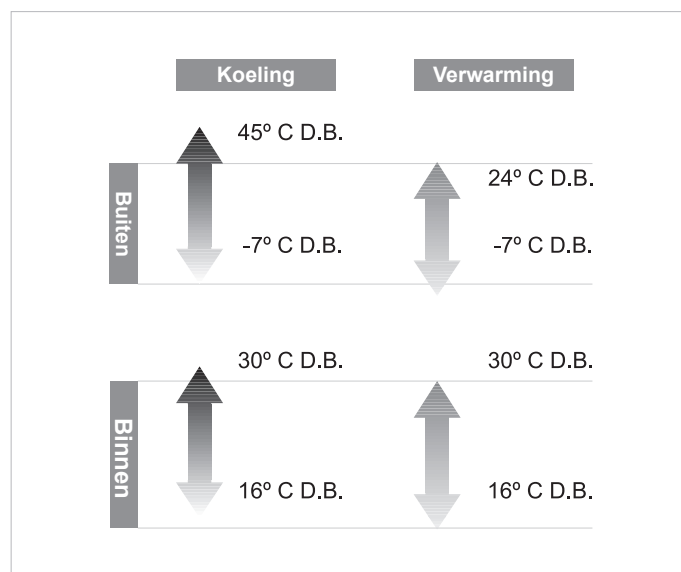 Koeling Verwarming
45º C D.B.
24º C D.B.
Buiten
-7º C D.B. -7º C D.B.
30º C D.B. 30º C D.B.
Binnen
16º C D.B. 16º C D.B.